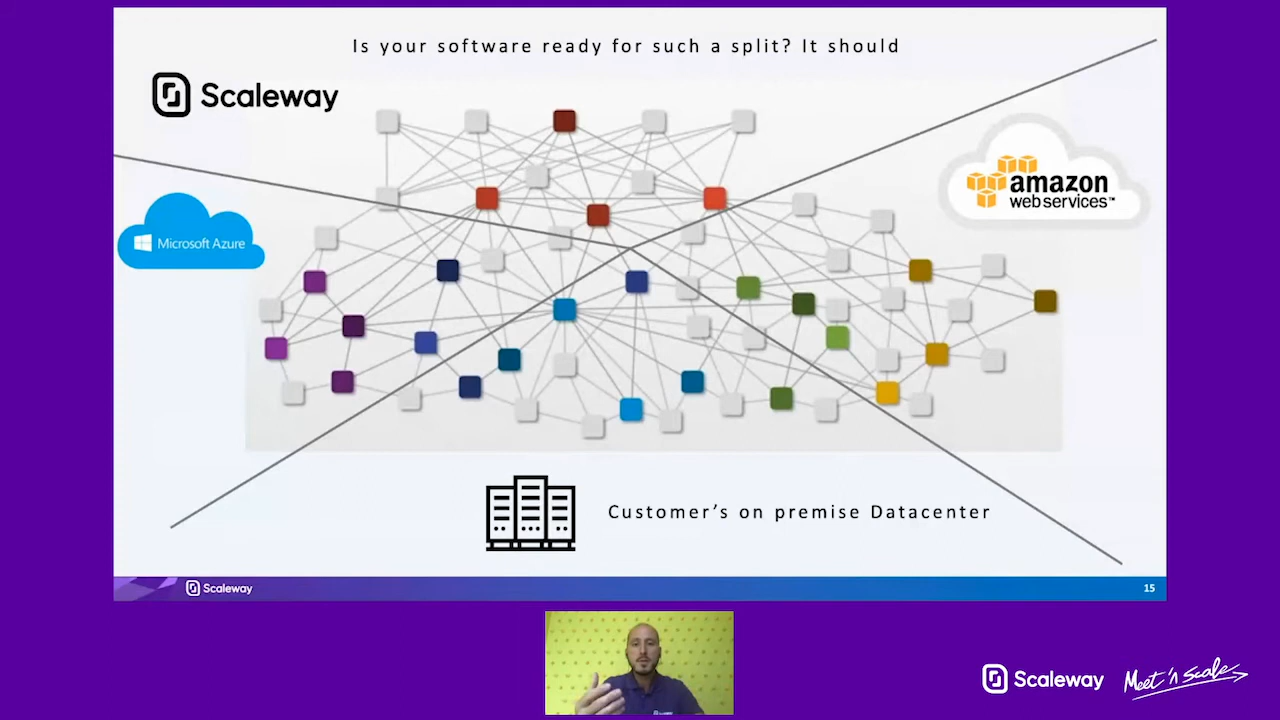 Is your software ready for such a split? It should
Scaleway
amazon
web services™
Microsoft Azure
Customer's on premise Datacenter
Scaleway
15
Scaleway
Meet 'n Scale